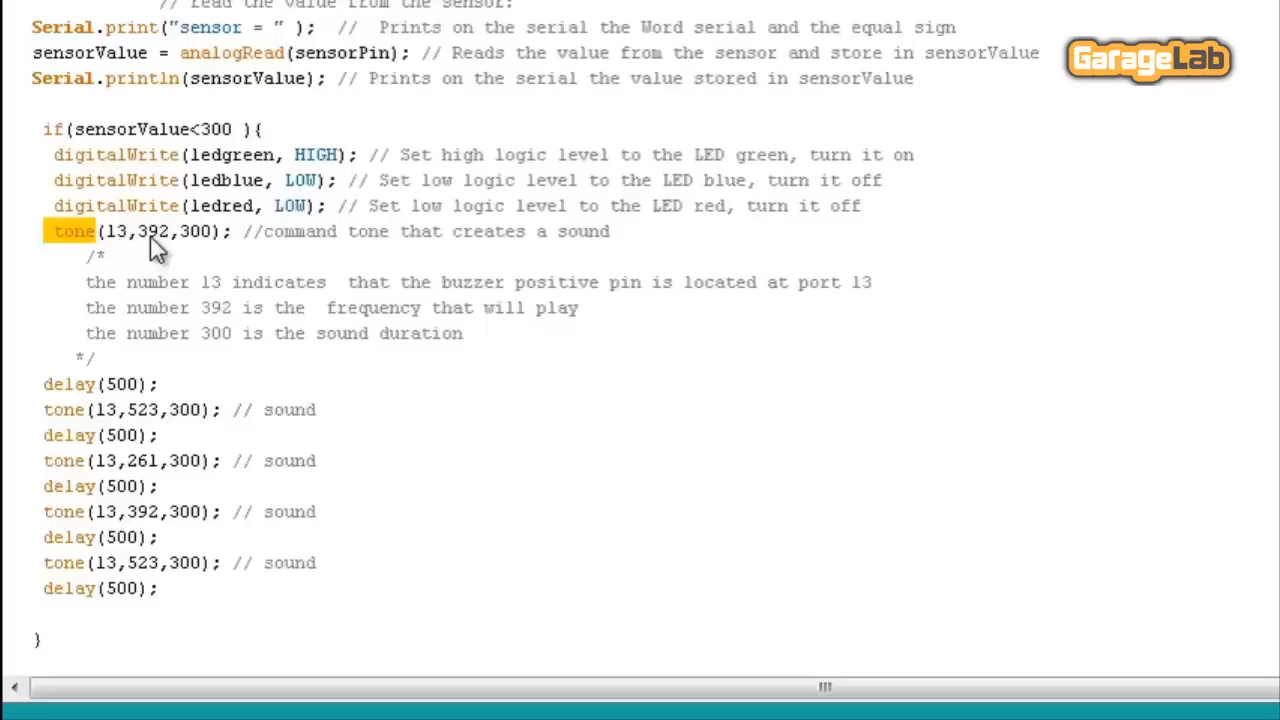 // read the value from the sensor:
Serial.print("sensor = " ); // Prints on the serial the Word serial and the equal sign
sensorValue = analogRead(sensorPin); // Reads the value from the sensor and store in sensorValue
Serial.println(sensorValue); // Prints on the serial the value stored in sensorValue
GarageLab
if(sensorValue<300 ){
digitalWrite(ledgreen, HIGH); // Set high logic level to the LED green, turn it on
digitalWrite(ledblue, LOW); // Set low logic level to the LED blue, turn it off
digitalWrite(ledred, LOW); // Set low logic level to the LED red, turn it off
tone(13,392,300); //command tone that creates a sound
/*
the number 13 indicates that the buzzer positive pin is located at port 13
the number 392 is the frequency that will play
the number 300 is the sound duration
*/
delay(500);
tone(13,523,300); // sound
delay(500);
tone(13,261,300); // sound
delay(500);
tone(13,392,300); // sound
delay(500);
tone(13,523,300); // sound
delay(500);
}